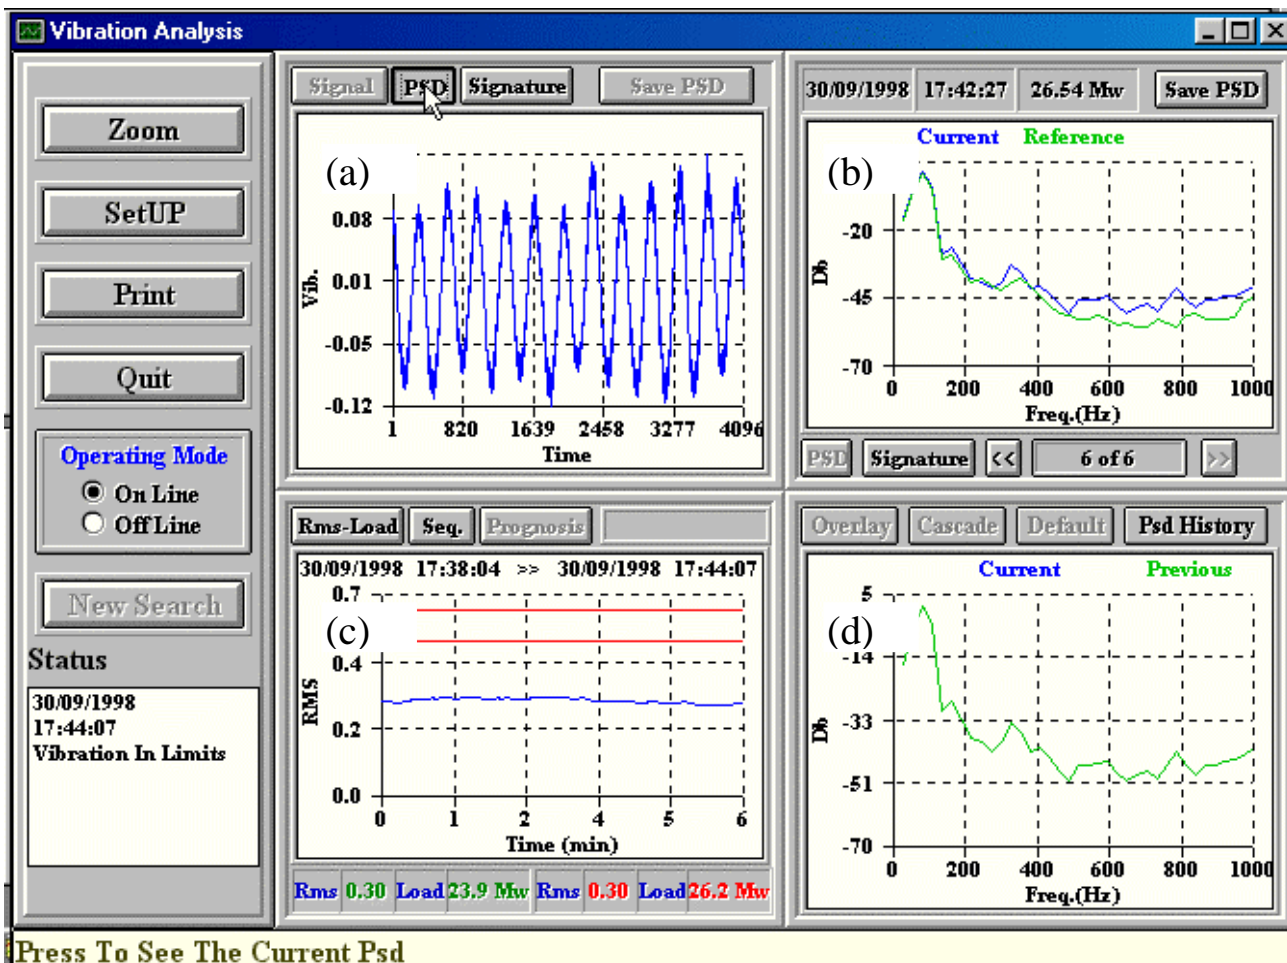 Vibration Analysis
Zoom
SetUP
Print
Quit
Operating Mode
On Line
Off Line
New Search
Status
30/09/1998
17:44:07
Vibration In Limits
Signal PSD Signature Save PSD
(a)
0.08
0.01
-0.05
-0.12
Vib.
1 820 1639 2458 3277 4096
Time
30/09/1998 17:42:27 26.54 Mw Save PSD
Current Reference
(b)
-20
-45
-70
Db
0 200 400 600 800 1000
Freq.(Hz)
PSD Signature << 6 of 6 >>
Rms-Load Seq. Prognosis
30/09/1998 17:38:04 >> 30/09/1998 17:44:07
0.7
(c)
0.4
0.2
0.0
RMS
0 1 2 4 5 6
Time (min)
Rms 0.30 Load 23.9 Mw Rms 0.30 Load 26.2 Mw
Overlay Cascade Default Psd History
Current Previous
5
(d)
-14
-33
-51
-70
Db
0 200 400 600 800 1000
Freq.(Hz)
Press To See The Current Psd